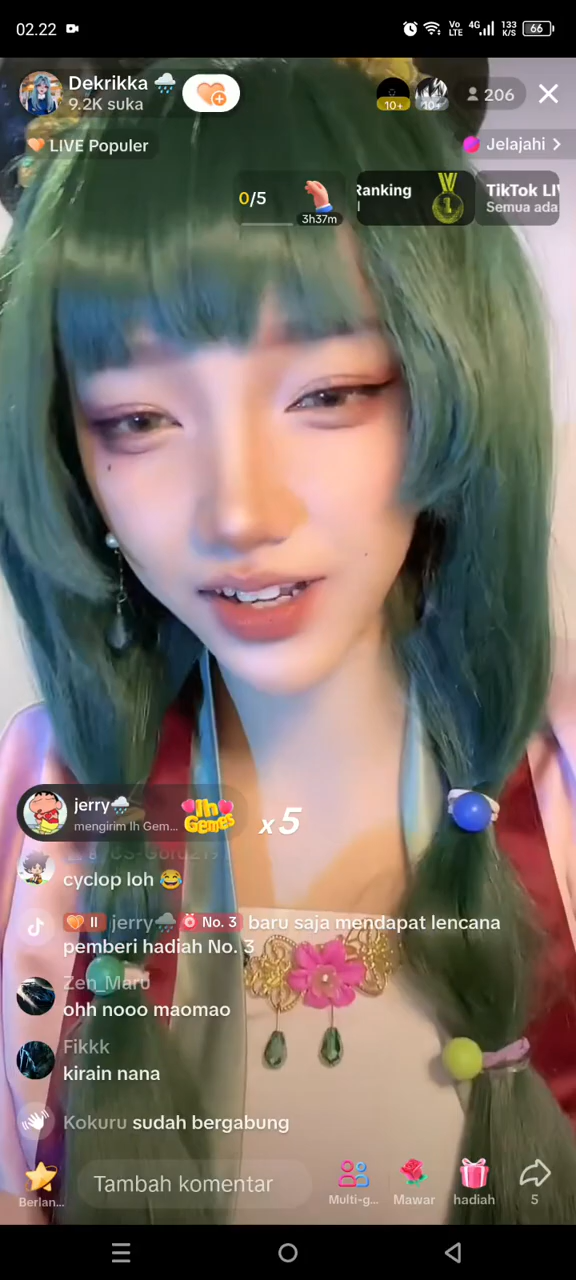 02.22
Vo
LTE
4G
133
K/S
66
Dekrikka
9.2K suka
10+
10+
206
LIVE Populer
Jelajahi >
0/5
3h37m
Ranking
TikTok LI
Semua ada
1
jerry
mengirim Ih Gem...
Ih
Gemes
x5
cyclop loh 😂
II jerry No. 3 baru saja mendapat lencana
pemberi hadiah No. 3
Zen_Maru
ohh nooo maomao
Fikkk
kirain nana
Kokuru sudah bergabung
Berlan...
Tambah komentar
Multi-g...
Mawar
hadiah
5